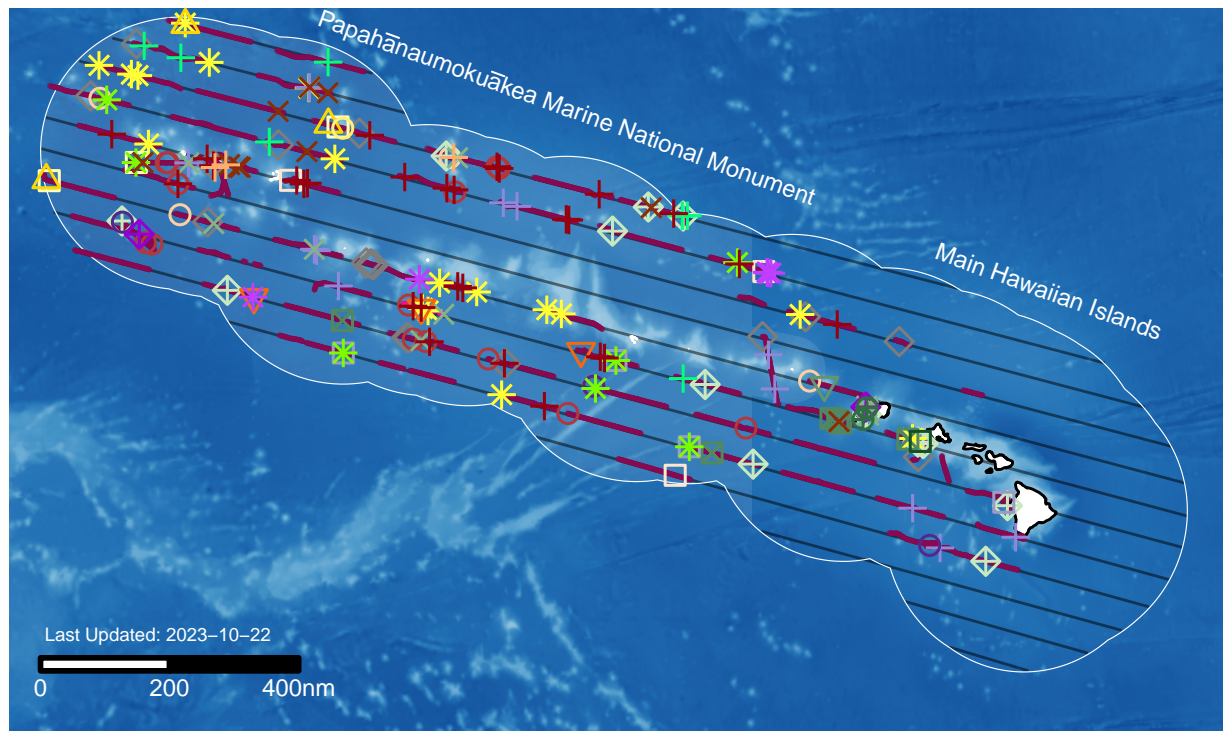 Papahānaumokuākea Marine National Monument
Main Hawaiian Islands
Last Updated: 2023−10−22
0 200 400nm